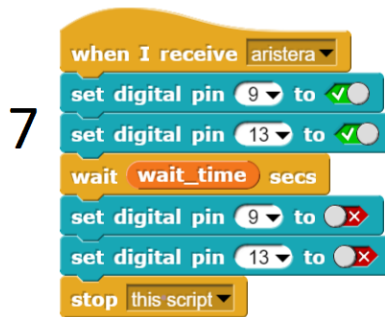 7
when I receive aristera
set digital pin 9 to
set digital pin 13 to
wait wait_time secs
set digital pin 9 to
set digital pin 13 to
stop this script